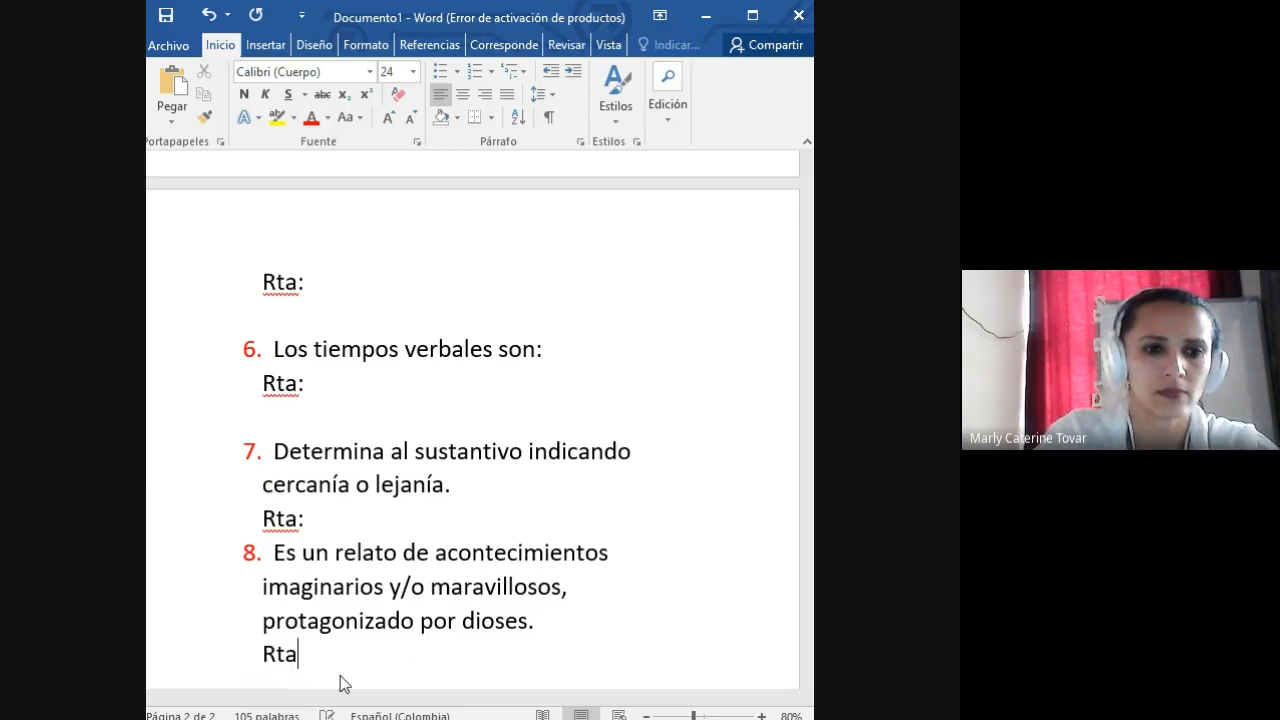 Documento1 - Word (Error de activación de productos)
Archivo Inicio Insertar Diseño Formato Referencias Corresponde Revisar Vista Indicar... Compartir
Pegar
Calibri (Cuerpo) 24
N K S abc x₂ x²
Aa
Estilos
Edición
Portapapeles Fuente Párrafo Estilos
Rta:
6. Los tiempos verbales son:
Rta:
7. Determina al sustantivo indicando
cercanía o lejanía.
Rta:
8. Es un relato de acontecimientos
imaginarios y/o maravillosos,
protagonizado por dioses.
Rta
Marly Caterine Tovar
Página 2 de 2 105 palabras Español (Colombia) 80%